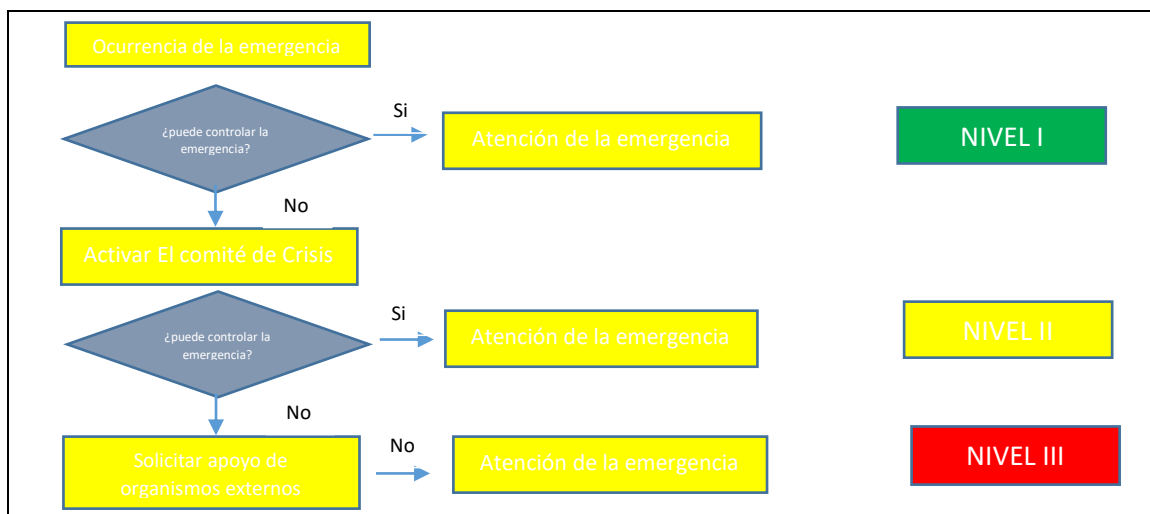 Ocurrencia de la emergencia
¿puede controlar la
emergencia?
Si
Atención de la emergencia
NIVEL I
No
Activar El comité de Crisis
¿puede controlar la
emergencia?
Si
Atención de la emergencia
NIVEL II
No
Solicitar apoyo de
organismos externos
No
Atención de la emergencia
NIVEL III